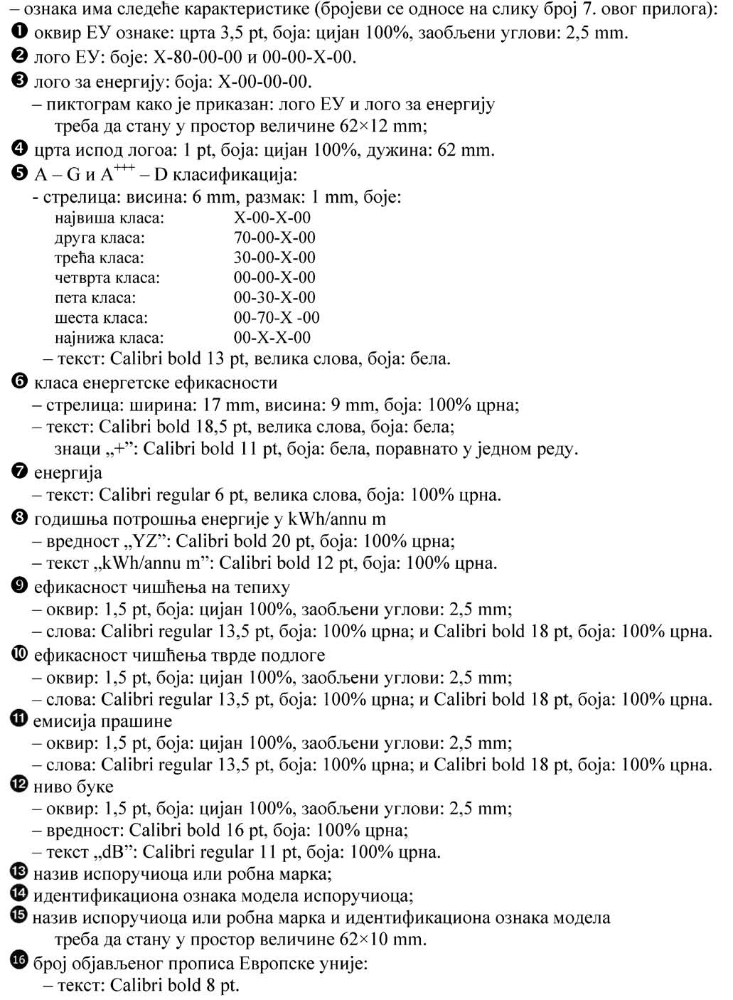 – ознака има следеће карактеристике (бројеви се односе на слику број 7. овог прилога):
❶ оквир ЕУ ознаке: црта 3,5 pt, боја: цијан 100%, заобљени углови: 2,5 mm.
❷ лого ЕУ: боје: X-80-00-00 и 00-00-X-00.
❸ лого за енергију: боја: X-00-00-00.
– пиктограм како је приказан: лого ЕУ и лого за енергију
треба да стану у простор величине 62×12 mm;
❹ црта испод логоа: 1 pt, боја: цијан 100%, дужина: 62 mm.
❺ A – G и A+++ – D класификација:
- стрелица: висина: 6 mm, размак: 1 mm, боје:
највиша класа: X-00-X-00
друга класа: 70-00-X-00
трећа класа: 30-00-X-00
четврта класа: 00-00-X-00
пета класа: 00-30-X-00
шеста класа: 00-70-X -00
најнижа класа: 00-X-X-00
– текст: Calibri bold 13 pt, велика слова, боја: бела.
❻ класа енергетске ефикасности
– стрелица: ширина: 17 mm, висина: 9 mm, боја: 100% црна;
– текст: Calibri bold 18,5 pt, велика слова, боја: бела;
знаци „+”: Calibri bold 11 pt, боја: бела, поравнато у једном реду.
❼ енергија
– текст: Calibri regular 6 pt, велика слова, боја: 100% црна.
❽ годишња потрошња енергије у kWh/annu m
– вредност „YZ”: Calibri bold 20 pt, боја: 100% црна;
– текст „kWh/annu m”: Calibri bold 12 pt, боја: 100% црна.
❾ ефикасност чишћења на тепиху
– оквир: 1,5 pt, боја: цијан 100%, заобљени углови: 2,5 mm;
– слова: Calibri regular 13,5 pt, боја: 100% црна; и Calibri bold 18 pt, боја: 100% црна.
❿ ефикасност чишћења тврде подлоге
– оквир: 1,5 pt, боја: цијан 100%, заобљени углови: 2,5 mm;
– слова: Calibri regular 13,5 pt, боја: 100% црна; и Calibri bold 18 pt, боја: 100% црна.
⓫ емисија прашине
– оквир: 1,5 pt, боја: цијан 100%, заобљени углови: 2,5 mm;
– слова: Calibri regular 13,5 pt, боја: 100% црна; и Calibri bold 18 pt, боја: 100% црна.
⓬ ниво буке
– оквир: 1,5 pt, боја: цијан 100%, заобљени углови: 2,5 mm;
– вредност: Calibri bold 16 pt, боја: 100% црна;
– текст „dB”: Calibri regular 11 pt, боја: 100% црна.
⓭ назив испоручиоца или робна марка;
⓮ идентификациона ознака модела испоручиоца;
⓯ назив испоручиоца или робна марка и идентификациона ознака модела
треба да стану у простор величине 62×10 mm.
⓰ број објављеног прописа Европске уније:
– текст: Calibri bold 8 pt.